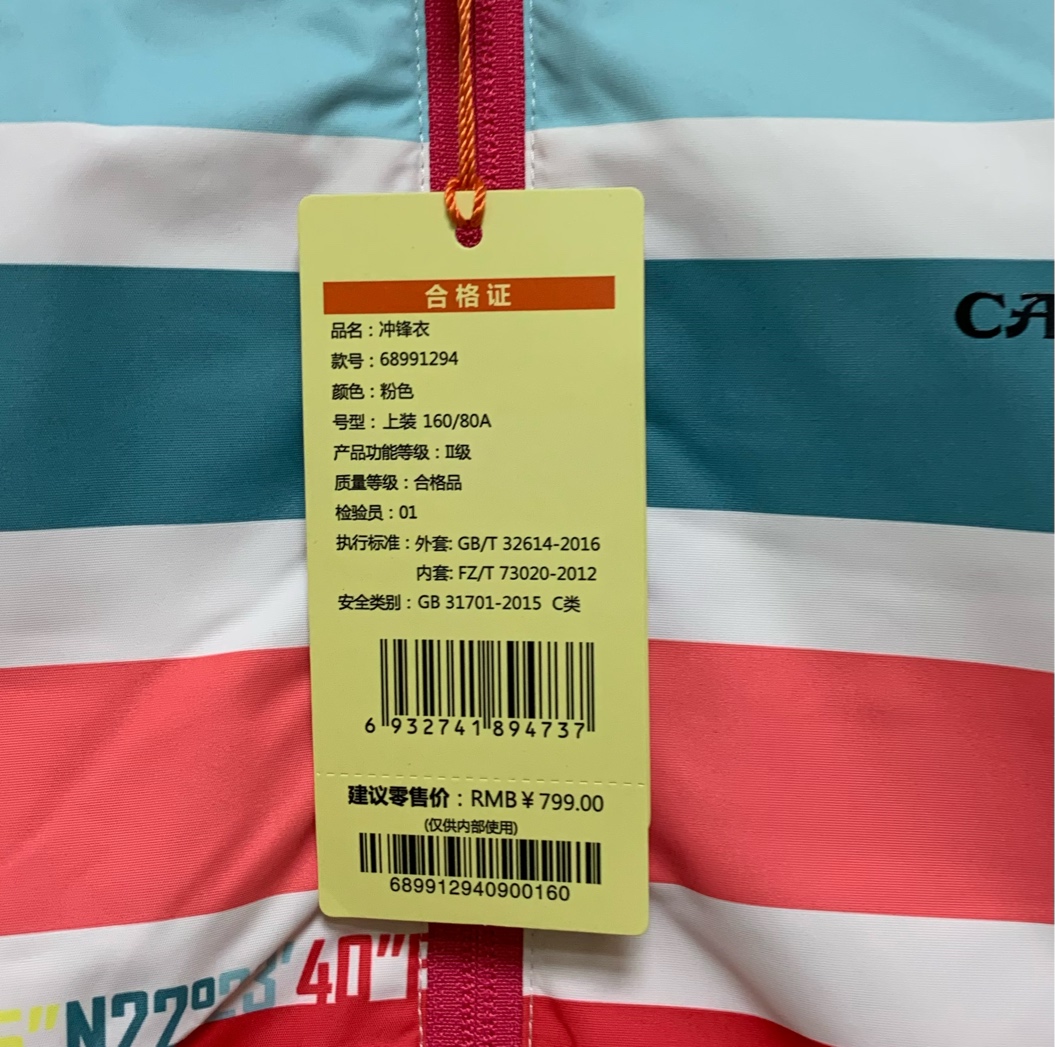 CA
合格证
品名：冲锋衣
款号：68991294
颜色：粉色
号型：上装 160/80A
产品功能等级：II级
质量等级：合格品
检验员：01
执行标准：外套: GB/T 32614-2016
内套: FZ/T 73020-2012
安全类别：GB 31701-2015 C类
6 932741 894737
建议零售价：RMB￥799.00
(仅供内部使用)
689912940900160
5"N22º23'40"E